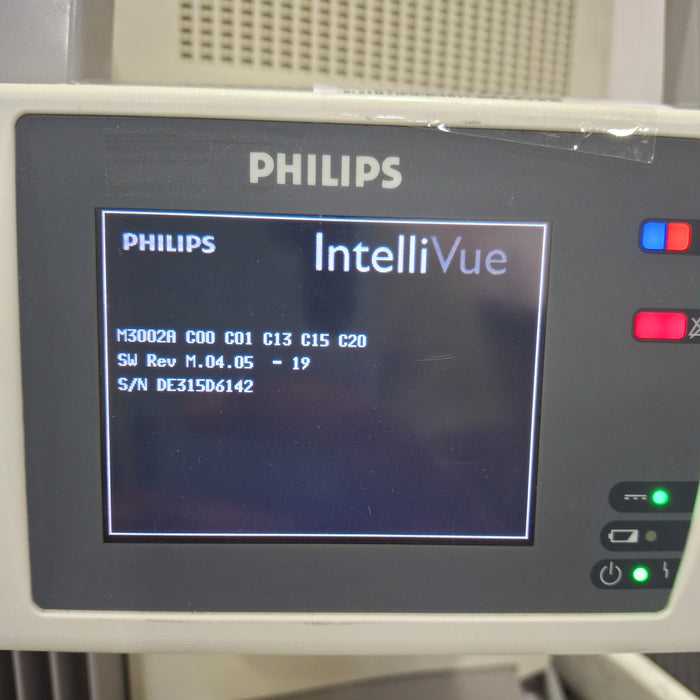 PHILIPS
PHILIPS IntelliVue
M3002A C00 C01 C13 C15 C20
SW Rev M.04.05 - 19
S/N DE315D6142